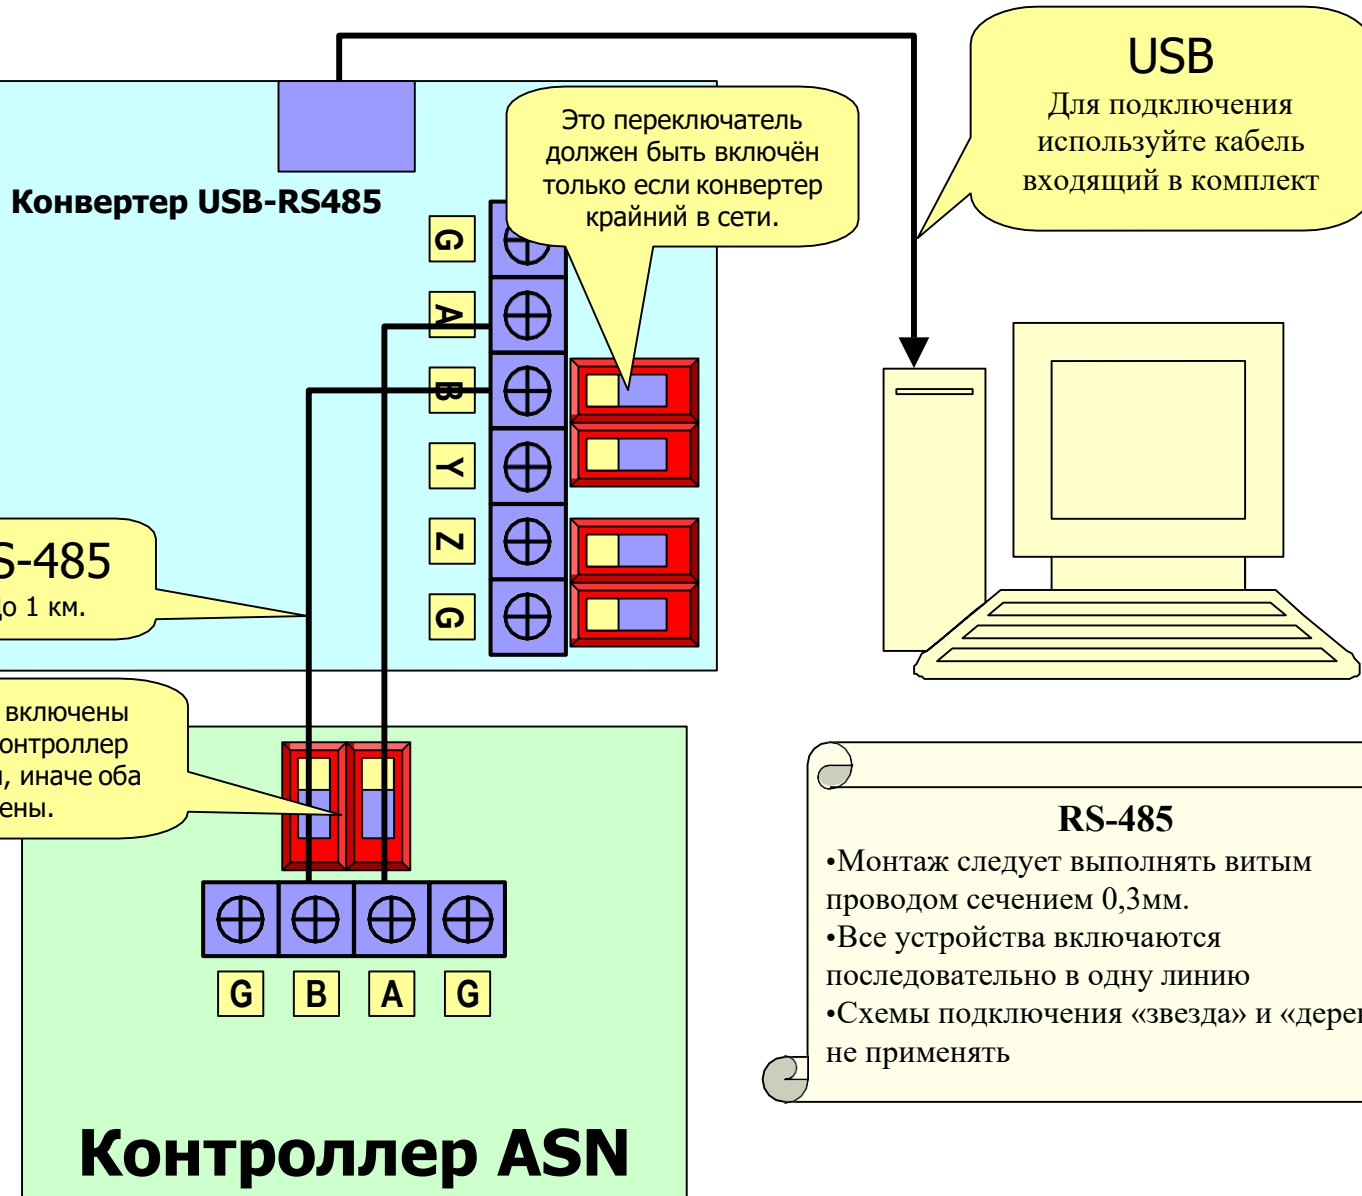 USB
Для подключения
используйте кабель
входящий в комплект
Это переключатель
должен быть включён
только если конвертер
крайний в сети.
Конвертер USB-RS485
G
A
B
Y
Z
G
S-485
до 1 км.
включены
онтроллер
, иначе оба
ены.
G B A G
Контроллер ASN
RS-485
•Монтаж следует выполнять витым
проводом сечением 0,3мм.
•Все устройства включаются
последовательно в одну линию
•Схемы подключения «звезда» и «дерев
не применять